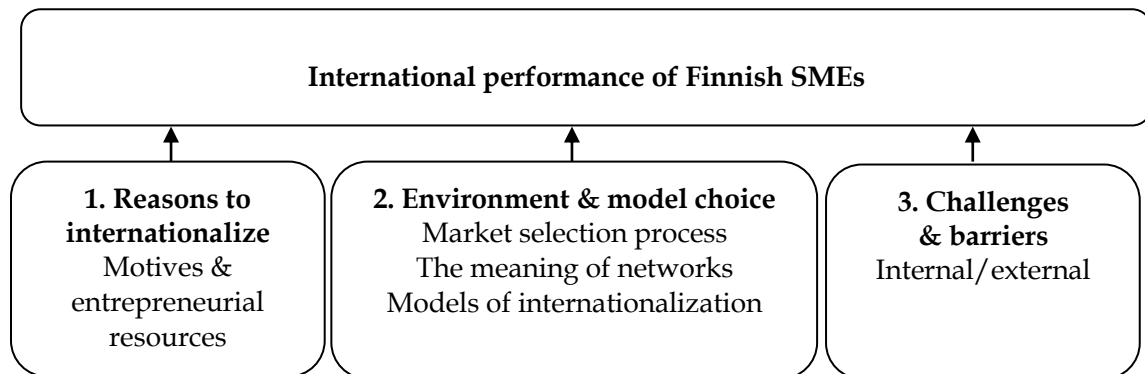 International performance of Finnish SMEs
1. Reasons to
internationalize
Motives &
entrepreneurial
resources
2. Environment & model choice
Market selection process
The meaning of networks
Models of internationalization
3. Challenges
& barriers
Internal/external